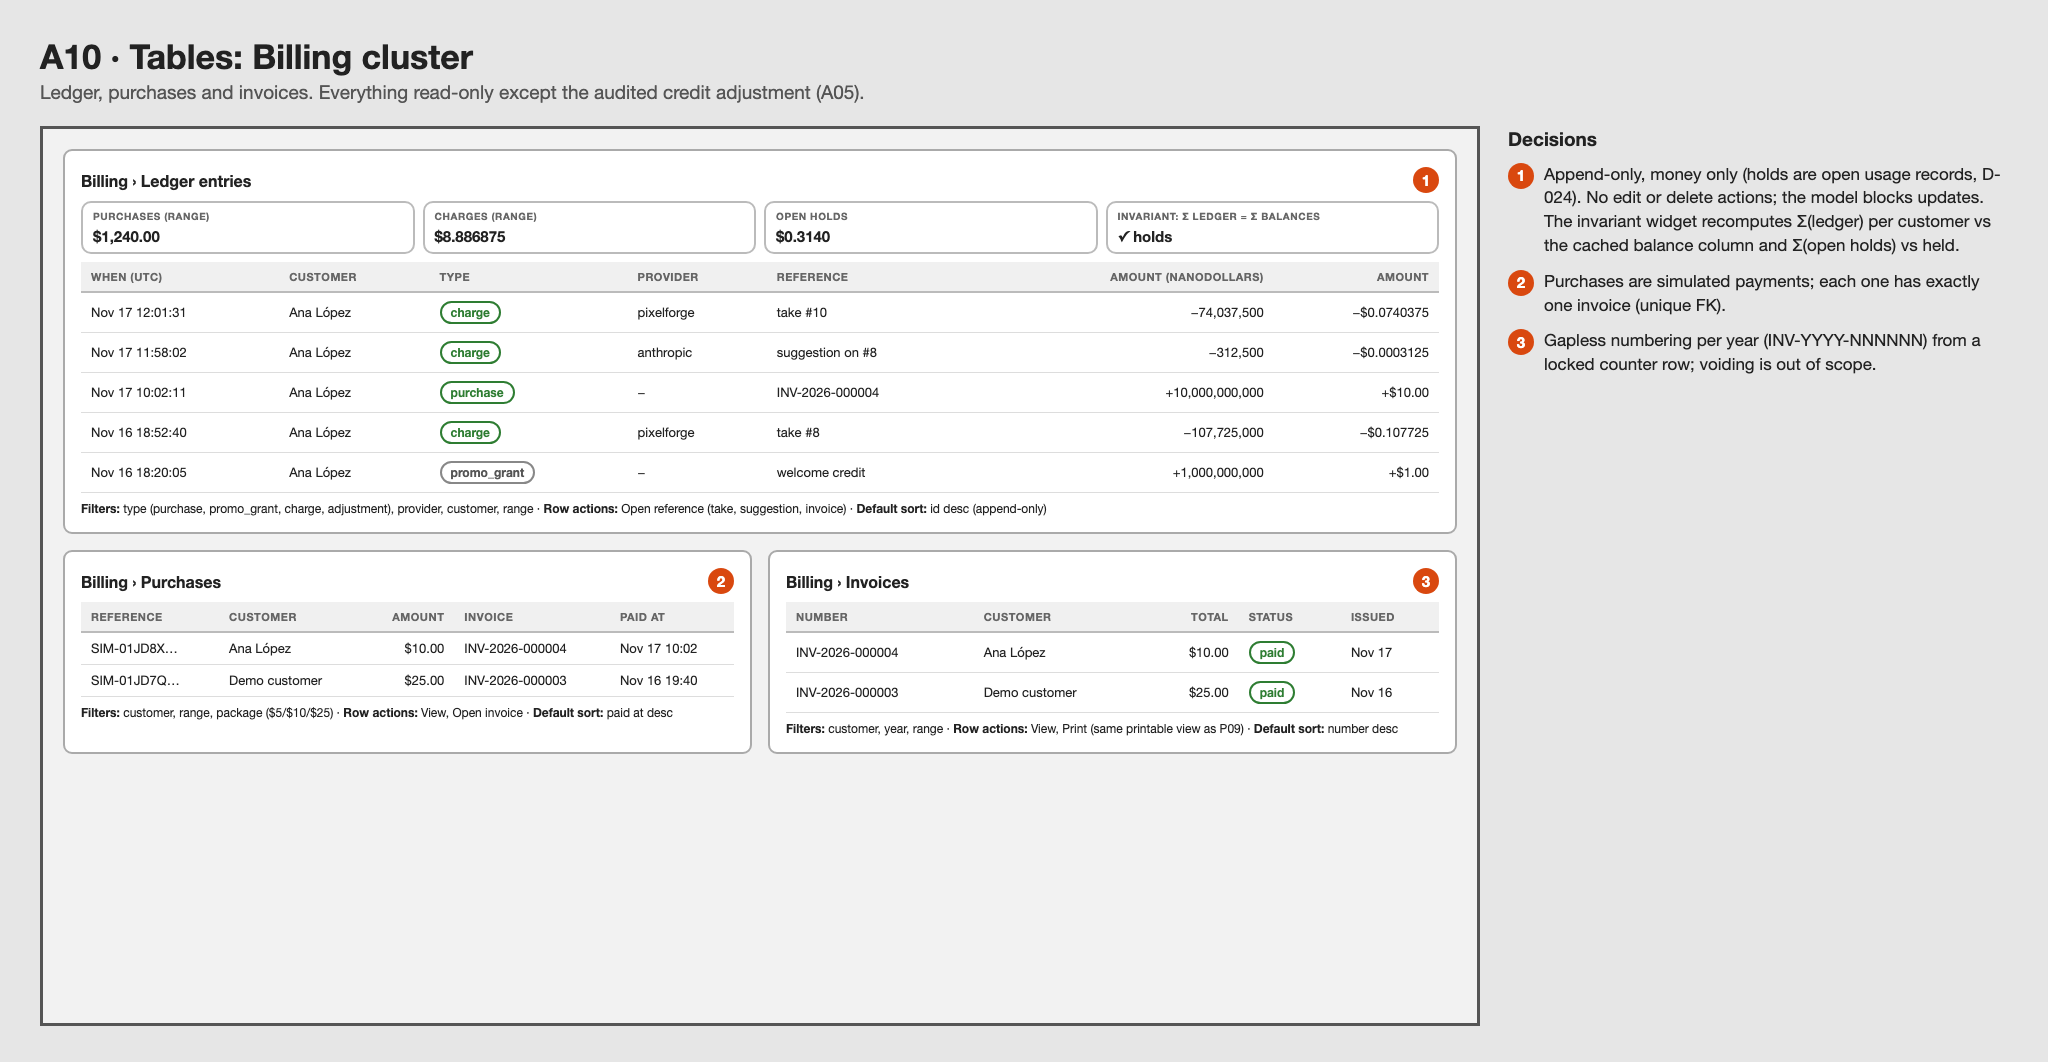 A10 · Tables: Billing cluster
Ledger, purchases and invoices. Everything read-only except the audited credit adjustment (A05).
Billing › Ledger entries 1
PURCHASES (RANGE) CHARGES (RANGE) OPEN HOLDS INVARIANT: Σ LEDGER = Σ BALANCES
$1,240.00 $8.886875 $0.3140 ✓ holds
WHEN (UTC) CUSTOMER TYPE PROVIDER REFERENCE AMOUNT (NANODOLLARS) AMOUNT
Nov 17 12:01:31 Ana López charge pixelforge take #10 −74,037,500 −$0.0740375
Nov 17 11:58:02 Ana López charge anthropic suggestion on #8 −312,500 −$0.0003125
Nov 17 10:02:11 Ana López purchase – INV-2026-000004 +10,000,000,000 +$10.00
Nov 16 18:52:40 Ana López charge pixelforge take #8 −107,725,000 −$0.107725
Nov 16 18:20:05 Ana López promo_grant – welcome credit +1,000,000,000 +$1.00
Filters: type (purchase, promo_grant, charge, adjustment), provider, customer, range · Row actions: Open reference (take, suggestion, invoice) · Default sort: id desc (append-only)
Billing › Purchases 2
REFERENCE CUSTOMER AMOUNT INVOICE PAID AT
SIM-01JD8X… Ana López $10.00 INV-2026-000004 Nov 17 10:02
SIM-01JD7Q… Demo customer $25.00 INV-2026-000003 Nov 16 19:40
Filters: customer, range, package ($5/$10/$25) · Row actions: View, Open invoice · Default sort: paid at desc
Billing › Invoices 3
NUMBER CUSTOMER TOTAL STATUS ISSUED
INV-2026-000004 Ana López $10.00 paid Nov 17
INV-2026-000003 Demo customer $25.00 paid Nov 16
Filters: customer, year, range · Row actions: View, Print (same printable view as P09) · Default sort: number desc
Decisions
1 Append-only, money only (holds are open usage records, D-
024). No edit or delete actions; the model blocks updates.
The invariant widget recomputes Σ(ledger) per customer vs
the cached balance column and Σ(open holds) vs held.
2 Purchases are simulated payments; each one has exactly
one invoice (unique FK).
3 Gapless numbering per year (INV-YYYY-NNNNNN) from a
locked counter row; voiding is out of scope.